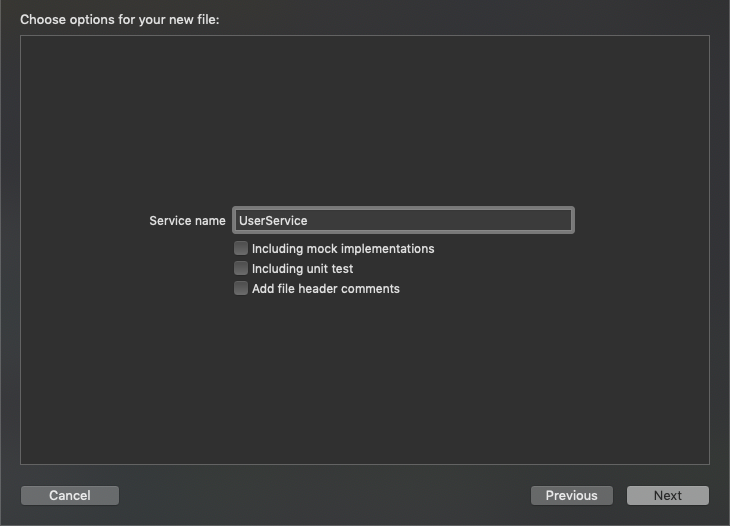 Choose options for your new file:
Service name UserService
Including mock implementations
Including unit test
Add file header comments
Cancel Previous Next